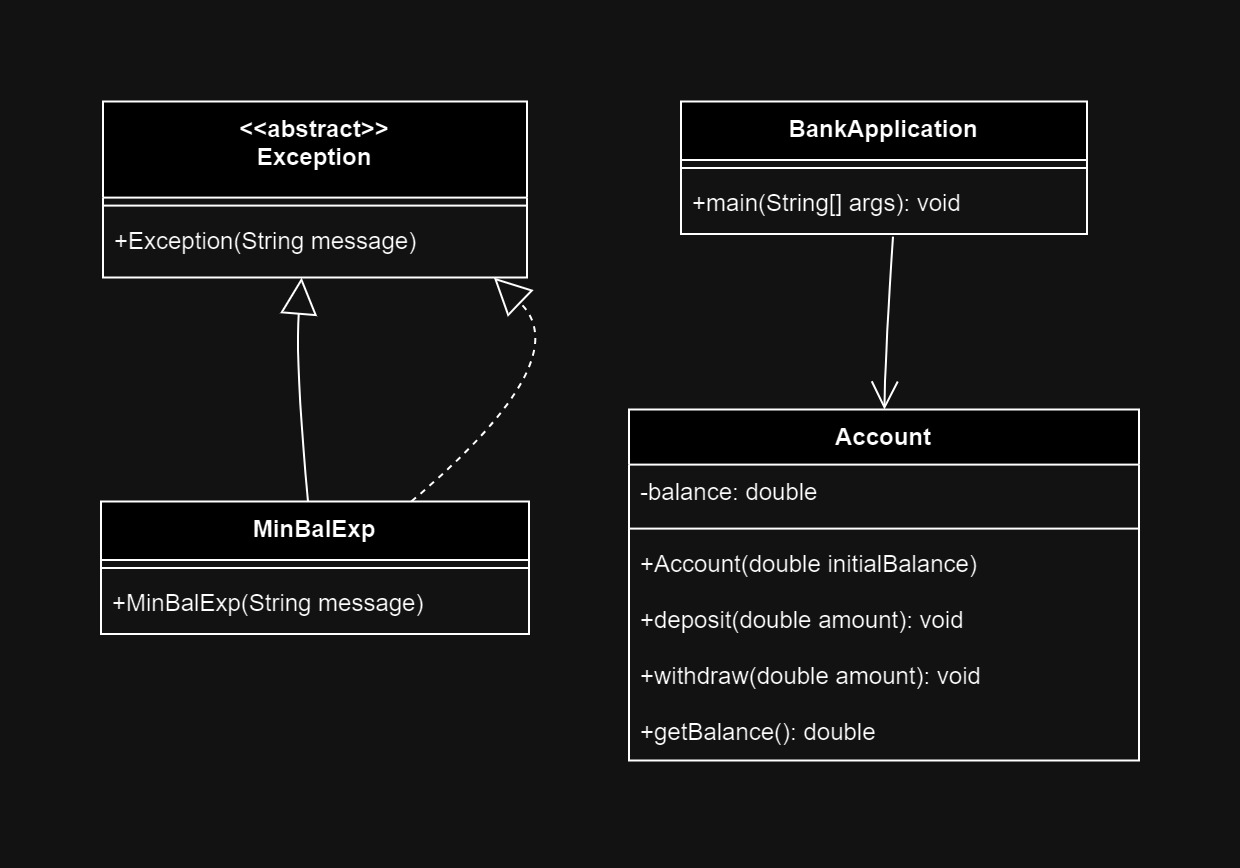 <<abstract>>
Exception
+Exception(String message)
MinBalExp
+MinBalExp(String message)
BankApplication
+main(String[] args): void
Account
-balance: double
+Account(double initialBalance)
+deposit(double amount): void
+withdraw(double amount): void
+getBalance(): double